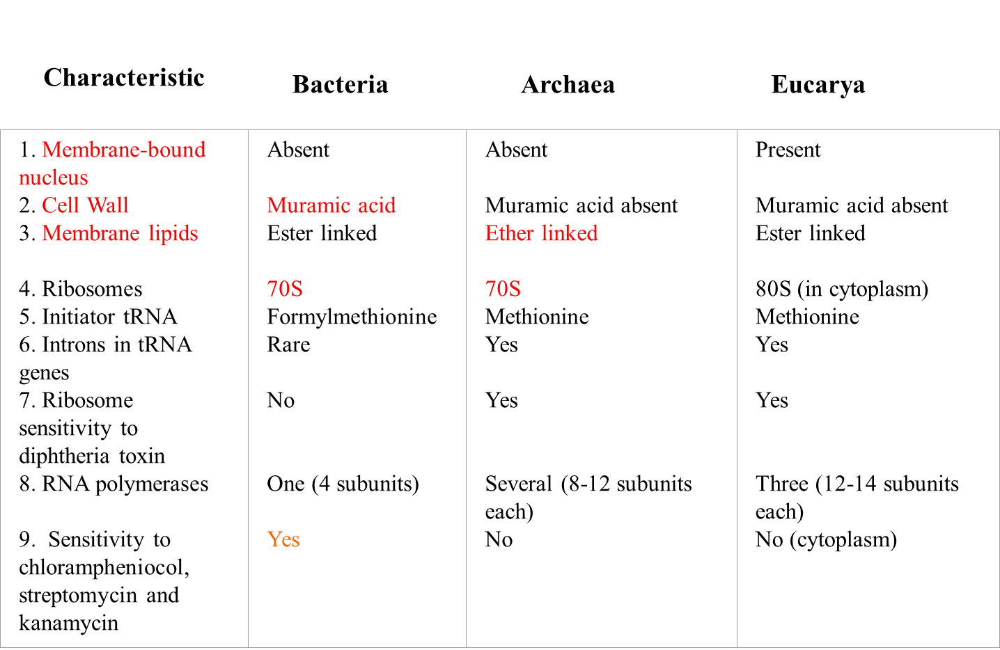 Characteristic Bacteria Archaea Eucarya
1. Membrane-bound Absent Absent Present
nucleus
2. Cell Wall Muramic acid Muramic acid absent Muramic acid absent
3. Membrane lipids Ester linked Ether linked Ester linked
4. Ribosomes 70S 70S 80S (in cytoplasm)
5. Initiator tRNA Formylmethionine Methionine Methionine
6. Introns in tRNA Rare Yes Yes
genes
7. Ribosome No Yes Yes
sensitivity to
diphtheria toxin
8. RNA polymerases One (4 subunits) Several (8-12 subunits Three (12-14 subunits
each) each)
9. Sensitivity to Yes No No (cytoplasm)
chlorampheniocol,
streptomycin and
kanamycin